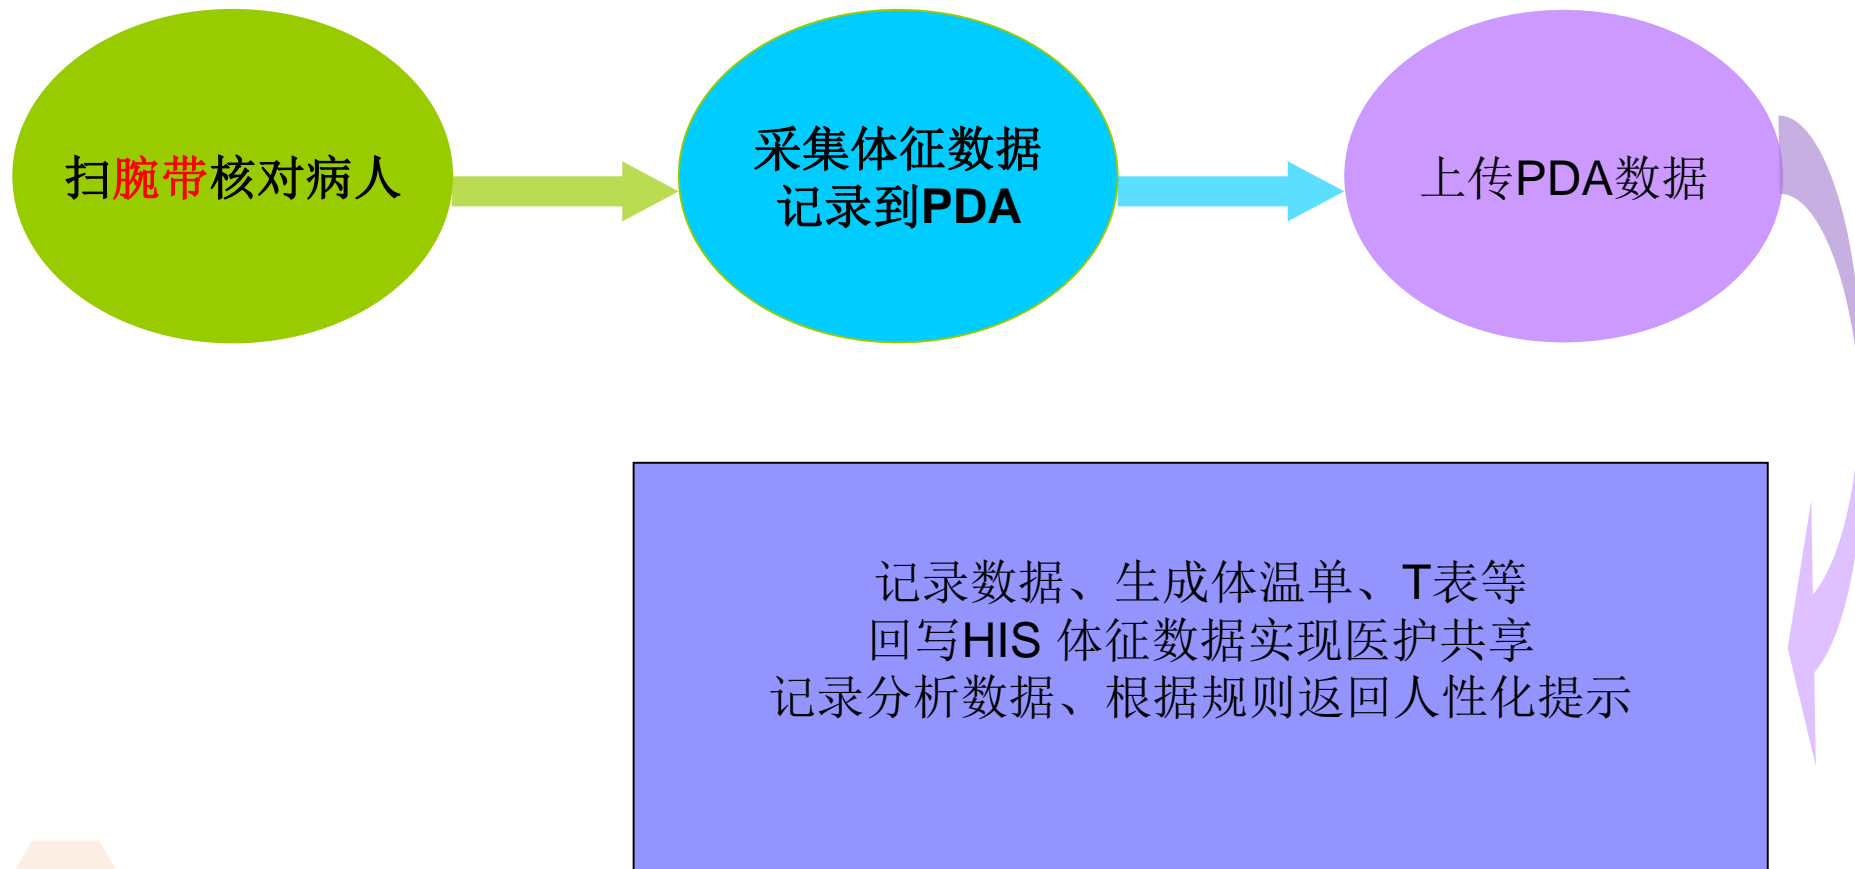 扫腕带核对病人
采集体征数据
记录到PDA
上传PDA数据
记录数据、生成体温单、T表等
回写HIS 体征数据实现医护共享
记录分析数据、根据规则返回人性化提示